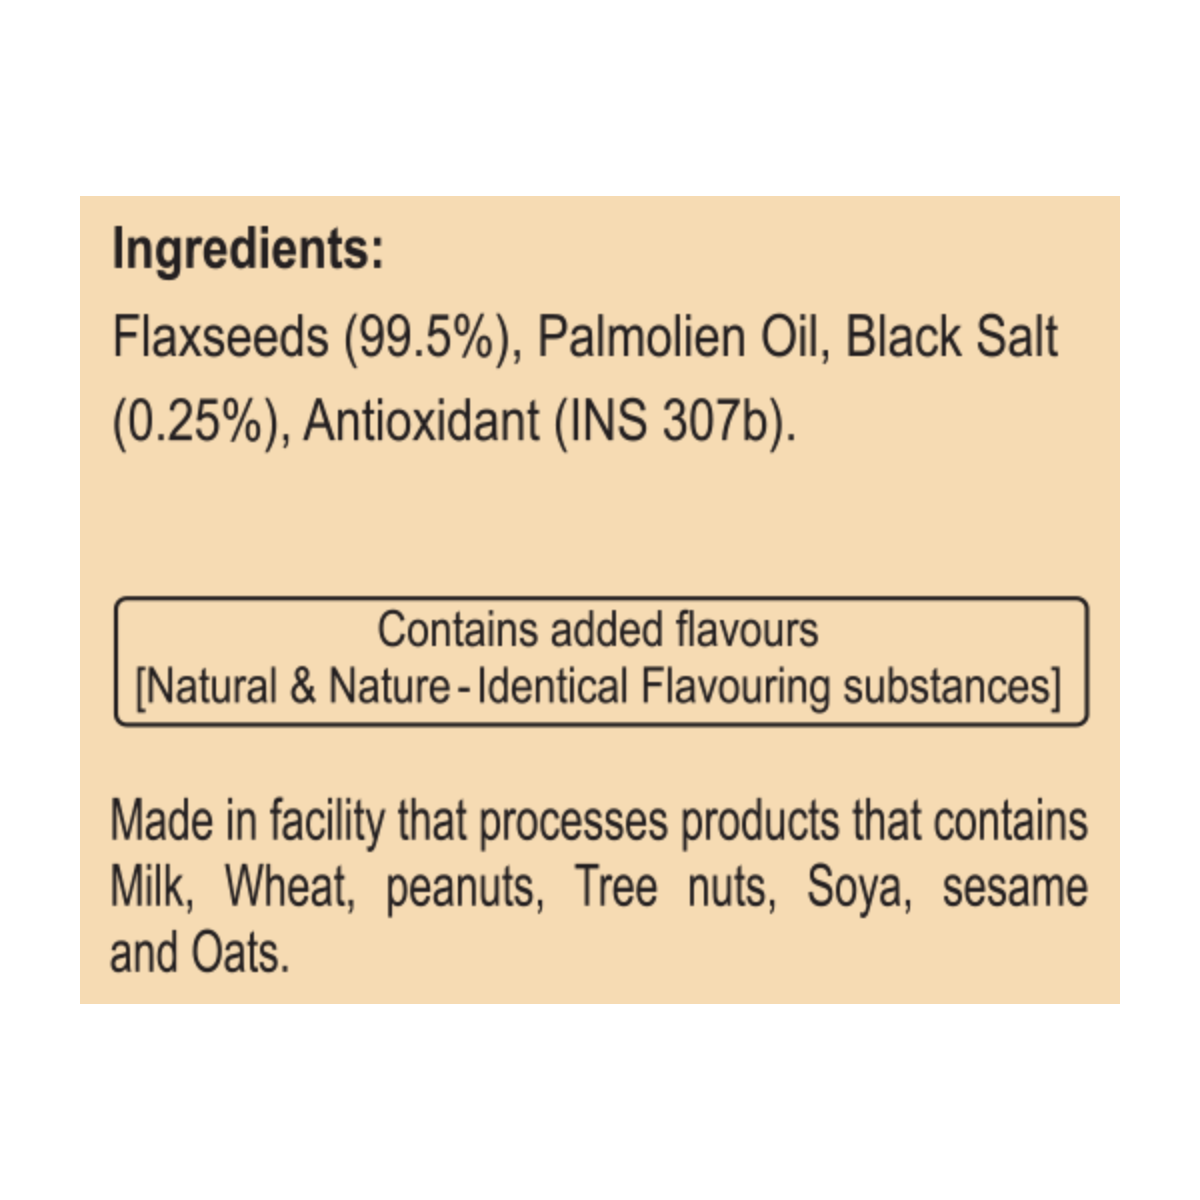 Ingredients:
Flaxseeds (99.5%), Palmolien Oil, Black Salt
(0.25%), Antioxidant (INS 307b).
Contains added flavours
[Natural & Nature-Identical Flavouring substances]
Made in facility that processes products that contains
Milk, Wheat, peanuts, Tree nuts, Soya, sesame
and Oats.